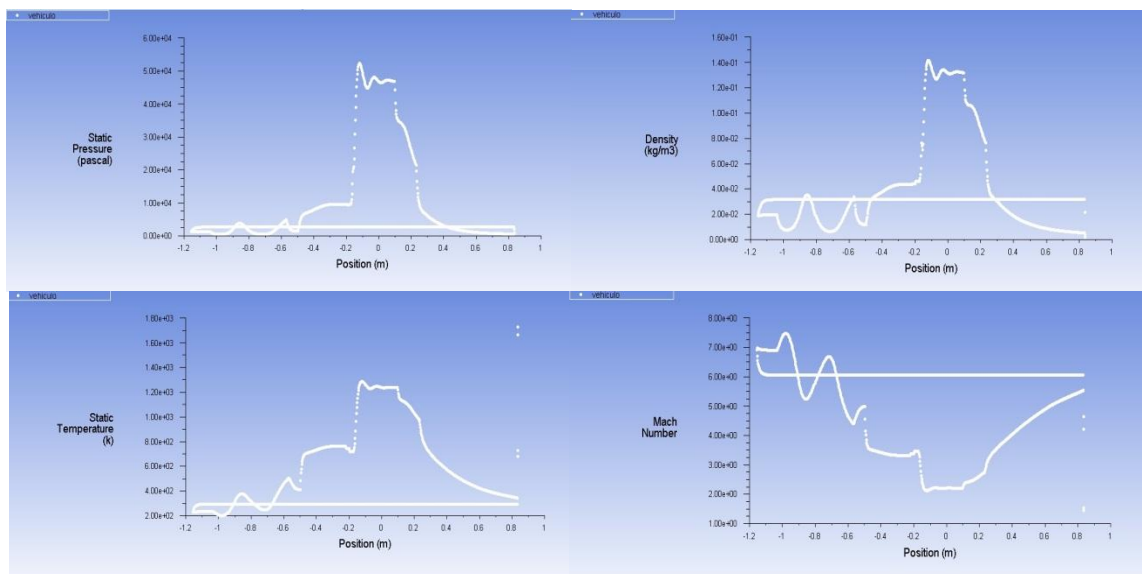 vehiculo
6.00e+04
5.00e+04
4.00e+04
3.00e+04
2.00e+04
1.00e+04
0.00e+00
Static
Pressure
(pascal)
-1.2 -1 -0.8 -0.6 -0.4 -0.2 0 0.2 0.4 0.6 0.8 1
Position (m)
vehiculo
1.60e-01
1.40e-01
1.20e-01
1.00e-01
8.00e-02
6.00e-02
4.00e-02
2.00e-02
0.00e+00
Density
(kg/m3)
-1.2 -1 -0.8 -0.6 -0.4 -0.2 0 0.2 0.4 0.6 0.8 1
Position (m)
vehiculo
1.80e+03
1.60e+03
1.40e+03
1.20e+03
1.00e+03
8.00e+02
6.00e+02
4.00e+02
2.00e+02
Static
Temperature
(k)
-1.2 -1 -0.8 -0.6 -0.4 -0.2 0 0.2 0.4 0.6 0.8 1
Position (m)
vehiculo
8.00e+00
7.00e+00
6.00e+00
5.00e+00
4.00e+00
3.00e+00
2.00e+00
1.00e+00
Mach
Number
-1.2 -1 -0.8 -0.6 -0.4 -0.2 0 0.2 0.4 0.6 0.8 1
Position (m)